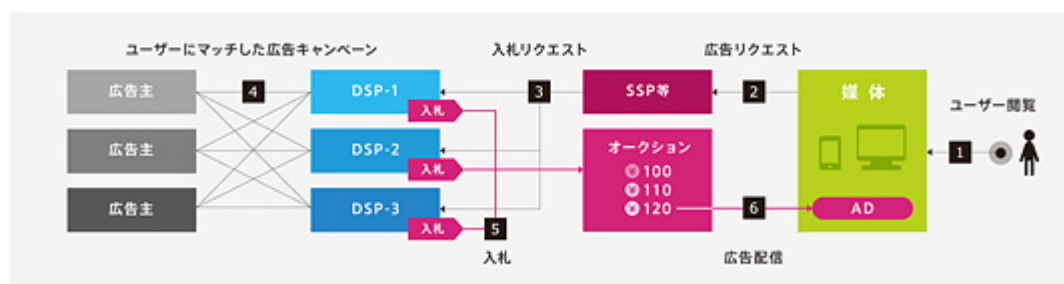 ユーザーにマッチした広告キャンペーン
入札リクエスト
広告リクエスト
広告主
4
DSP-1
入札
3
SSP等
2
媒体
ユーザー閲覧
1
広告主
DSP-2
入札
オークション
¥100
¥110
¥120
広告主
DSP-3
入札
5
入札
6
AD
広告配信